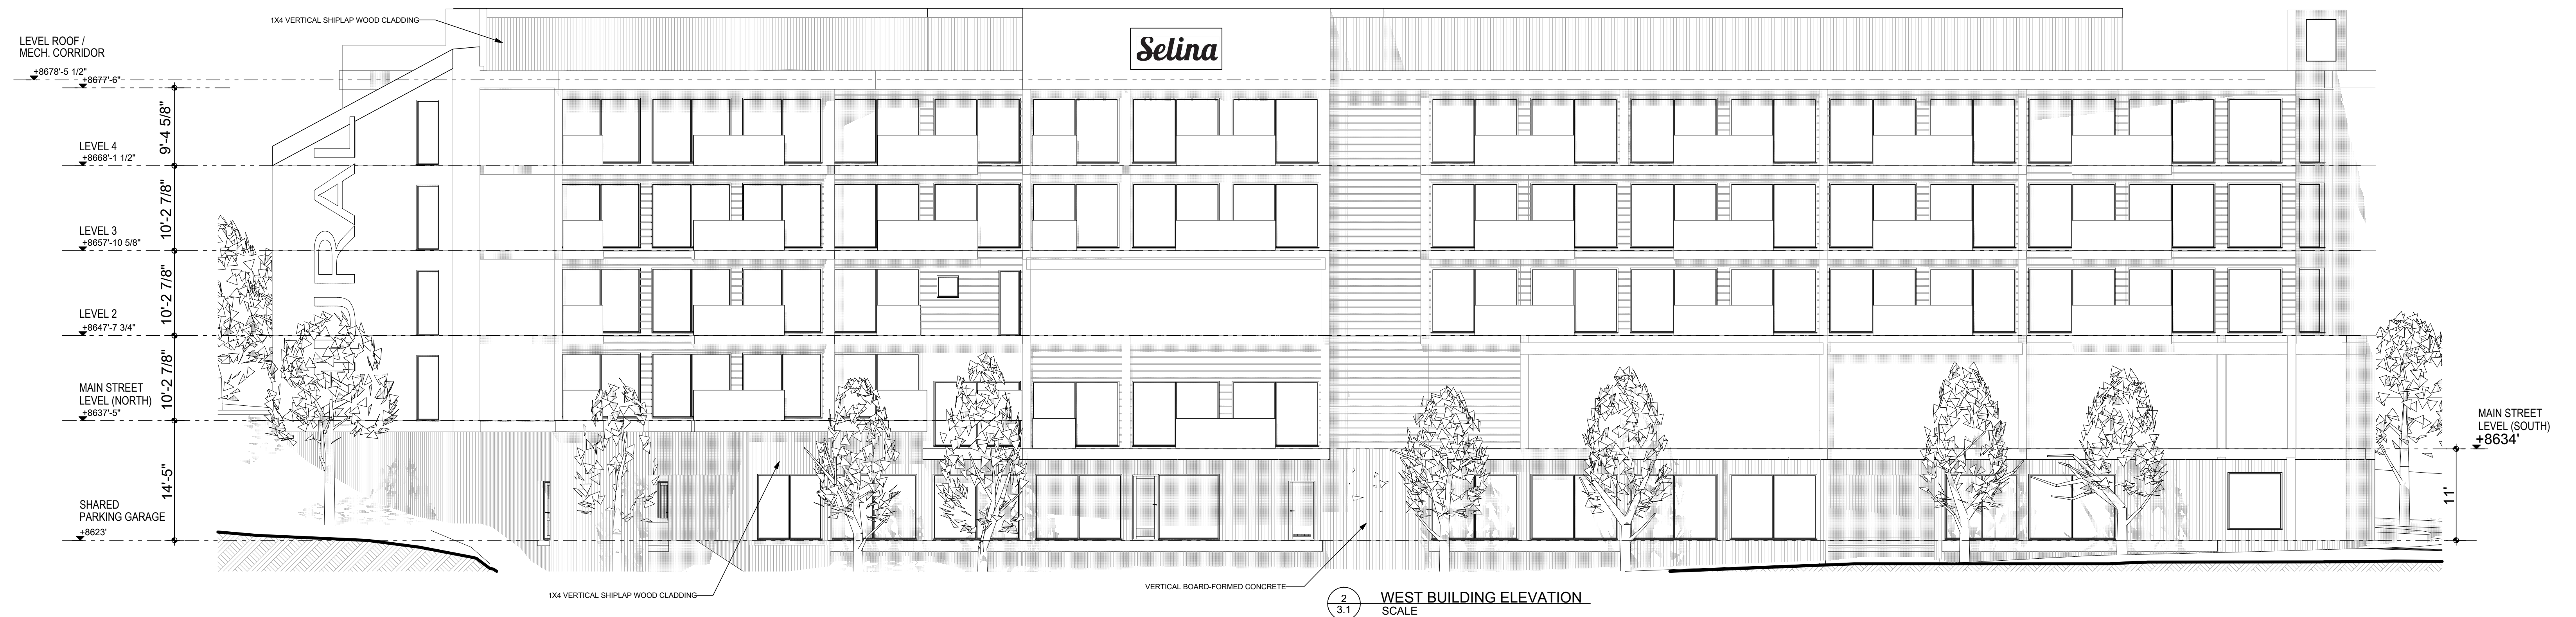 1X4 VERTICAL SHIPLAP WOOD CLADDING
Selina
LEVEL ROOF /
MECH. CORRIDOR
+8678'-5 1/2"
+8677'-6"
9'-4 5/8"
LEVEL 4
+8668'-1 1/2"
10'-2 7/8"
LEVEL 3
+8657'-10 5/8"
10'-2 7/8"
LEVEL 2
+8647'-7 3/4"
10'-2 7/8"
MAIN STREET
LEVEL (NORTH)
+8637'-5"
14'-5"
SHARED
PARKING GARAGE
+8623'
MURAL
MAIN STREET
LEVEL (SOUTH)
+8634'
11'
1X4 VERTICAL SHIPLAP WOOD CLADDING
VERTICAL BOARD-FORMED CONCRETE
2
3.1
WEST BUILDING ELEVATION
SCALE